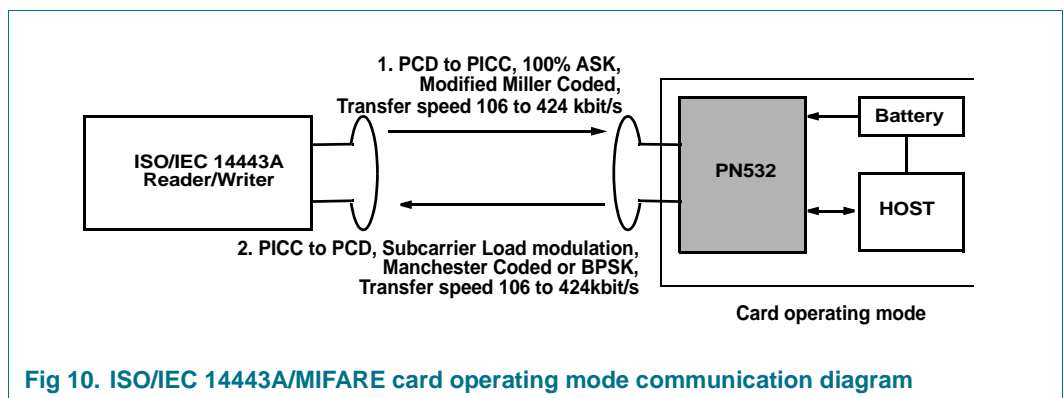 1. PCD to PICC, 100% ASK,
Modified Miller Coded,
Transfer speed 106 to 424 kbit/s
ISO/IEC 14443A
Reader/Writer
PN532
Battery
HOST
2. PICC to PCD, Subcarrier Load modulation,
Manchester Coded or BPSK,
Transfer speed 106 to 424kbit/s
Card operating mode
Fig 10. ISO/IEC 14443A/MIFARE card operating mode communication diagram